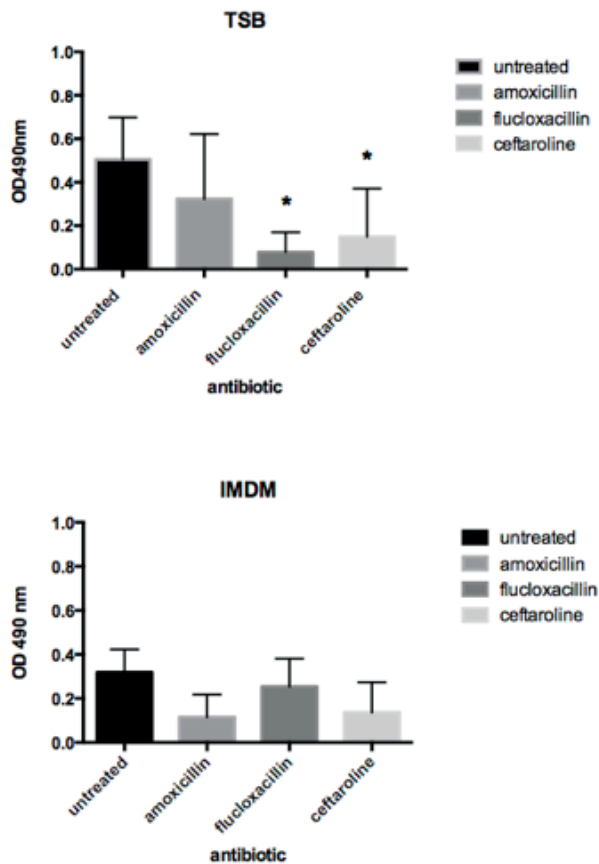 TSB
1.0
0.8
0.6
0.4
0.2
0.0
OD490nm
*
*
untreated
amoxicillin
flucloxacillin
ceftaroline
antibiotic
untreated
amoxicillin
flucloxacillin
ceftaroline
IMDM
1.0
0.8
0.6
0.4
0.2
0.0
OD 490 nm
untreated
amoxicillin
flucloxacillin
ceftaroline
antibiotic
untreated
amoxicillin
flucloxacillin
ceftaroline